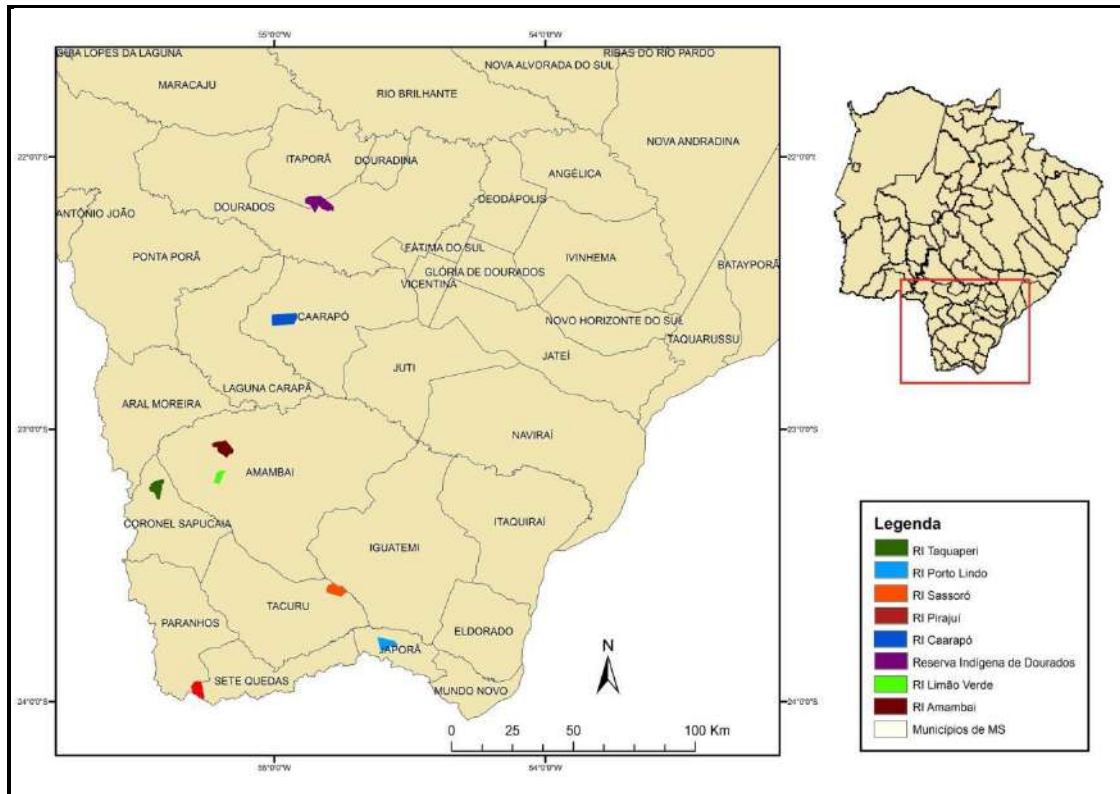 55°0'0"W 54°0'0"W
GUIA LOPES DA LAGUNA
RIBAS DO RIO PARDO
NOVA ALVORADA DO SUL
MARACAJU
RIO BRILHANTE
NOVA ANDRADINA
22°0'0"S
ITAPORÃ DOURADINA
ANGÉLICA
DEODÁPOLIS
DOURADOS
ANTÔNIO JOÃO
FÁTIMA DO SUL
PONTA PORÃ
IVINHEMA
BATAYPORÃ
GLÓRIA DE DOURADOS
VICENTINA
CAARAPÓ
NOVO HORIZONTE DO SUL
TAQUARUSSU
JATEÍ
JUTI
LAGUNA CARAPÃ
ARAL MOREIRA
23°0'0"S 23°0'0"S
NAVIRAÍ
AMAMBAI
CORONEL SAPUCAIA
ITAQUIRAÍ
IGUATEMI
TACURU
PARANHOS
ELDORADO
JAPORÃ
SETE QUEDAS
MUNDO NOVO
24°0'0"S 24°0'0"S
N
0 25 50 100 Km
55°0'0"W 54°0'0"W
Legenda
RI Taquaperi
RI Porto Lindo
RI Sassoró
RI Pirajuí
RI Caarapó
Reserva Indígena de Dourados
RI Limão Verde
RI Amambai
Municípios de MS